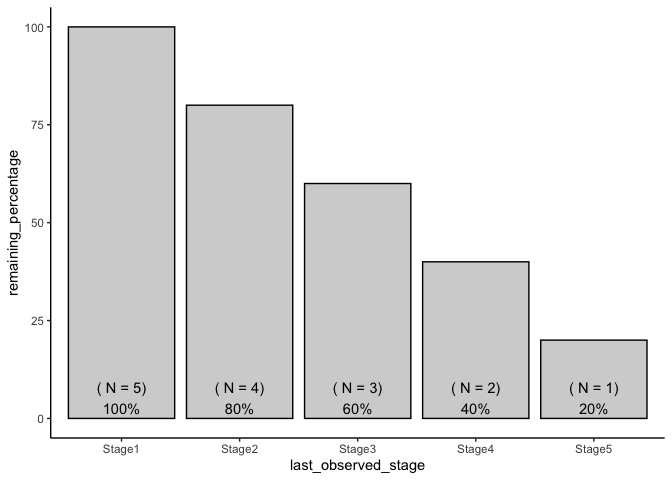 remaining_percentage
100
75
50
25
0
( N = 5)
100%
( N = 4)
80%
( N = 3)
60%
( N = 2)
40%
( N = 1)
20%
Stage1
Stage2
Stage3
Stage4
Stage5
last_observed_stage